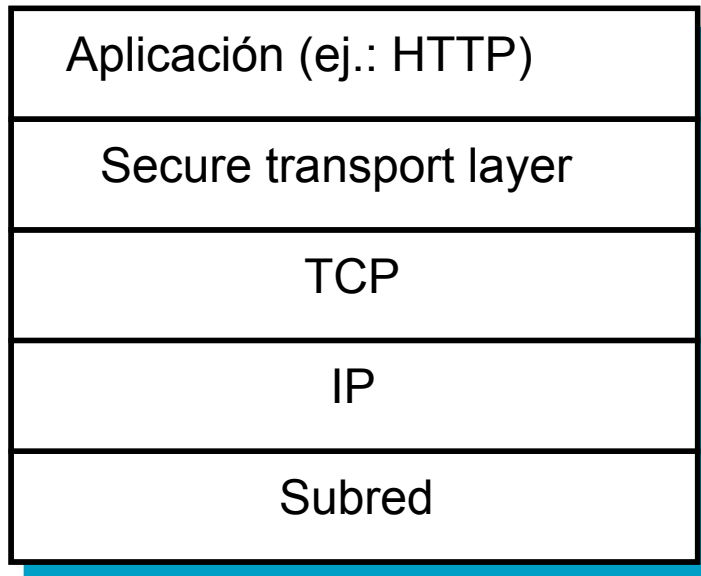 Aplicación (ej.: HTTP)
Secure transport layer
TCP
IP
Subred